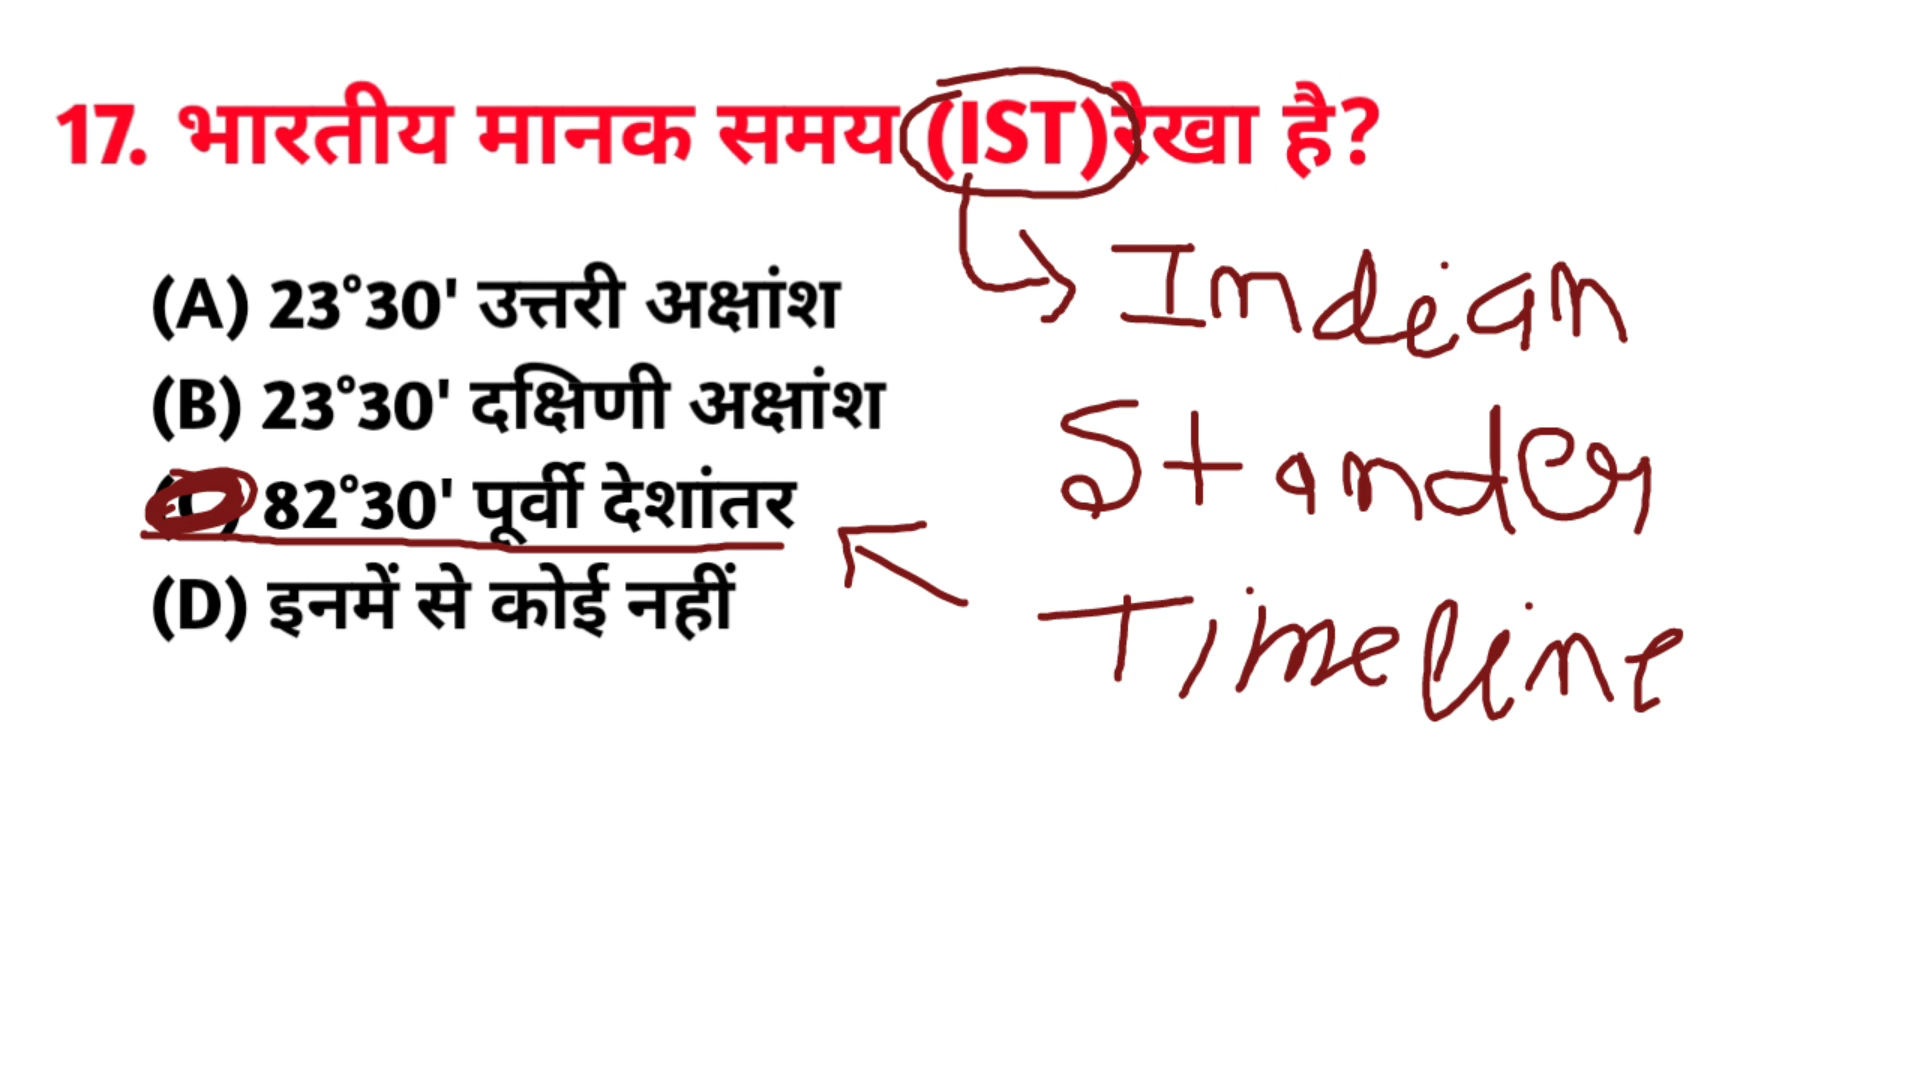 17. भारतीय मानक समय (IST)रेखा है?
(A) 23°30' उत्तरी अक्षांश
(B) 23°30' दक्षिणी अक्षांश
(C) 82°30' पूर्वी देशांतर
(D) इनमें से कोई नहीं
Indian
Stander
Timeline